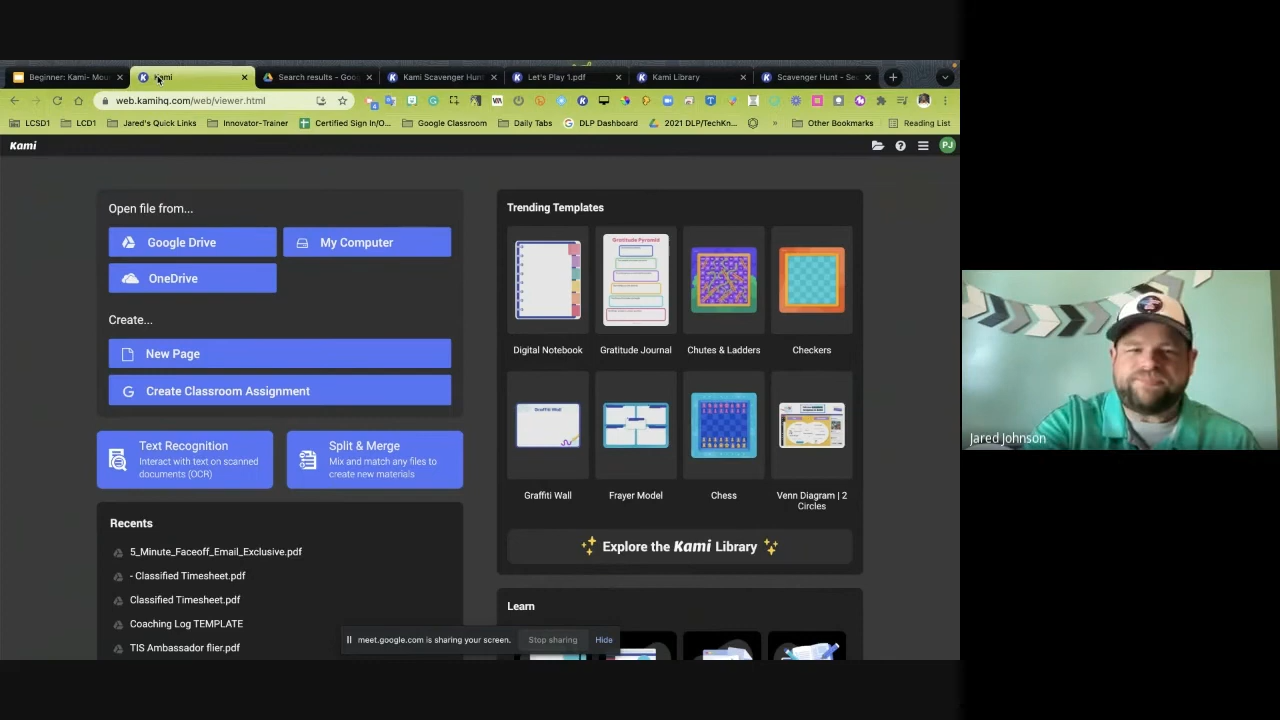 Beginner: Kami- Mou
Kami
Search results - Goo
Kami Scavenger Hunt
Let's Play 1.pdf
Kami Library
Scavenger Hunt - Se
web.kamihq.com/web/viewer.html
LCSD1
LCD1
Jared's Quick Links
Innovator-Trainer
Certified Sign In/O...
Google Classroom
Daily Tabs
DLP Dashboard
2021 DLP/TechKn...
»
Other Bookmarks
Reading List
Kami
PJ
Open file from...
Google Drive
My Computer
OneDrive
Create...
New Page
Create Classroom Assignment
Text Recognition
Interact with text on scanned
documents (OCR)
Split & Merge
Mix and match any files to
create new materials
Recents
5_Minute_Faceoff_Email_Exclusive.pdf
- Classified Timesheet.pdf
Classified Timesheet.pdf
Coaching Log TEMPLATE
TIS Ambassador flier.pdf
Trending Templates
Gratitude Pyramid
Digital Notebook
Gratitude Journal
Chutes & Ladders
Checkers
Graffiti Wall
Graffiti Wall
Frayer Model
Chess
Venn Diagram | 2
Circles
Explore the Kami Library
Learn
meet.google.com is sharing your screen.
Stop sharing
Hide
Jared Johnson